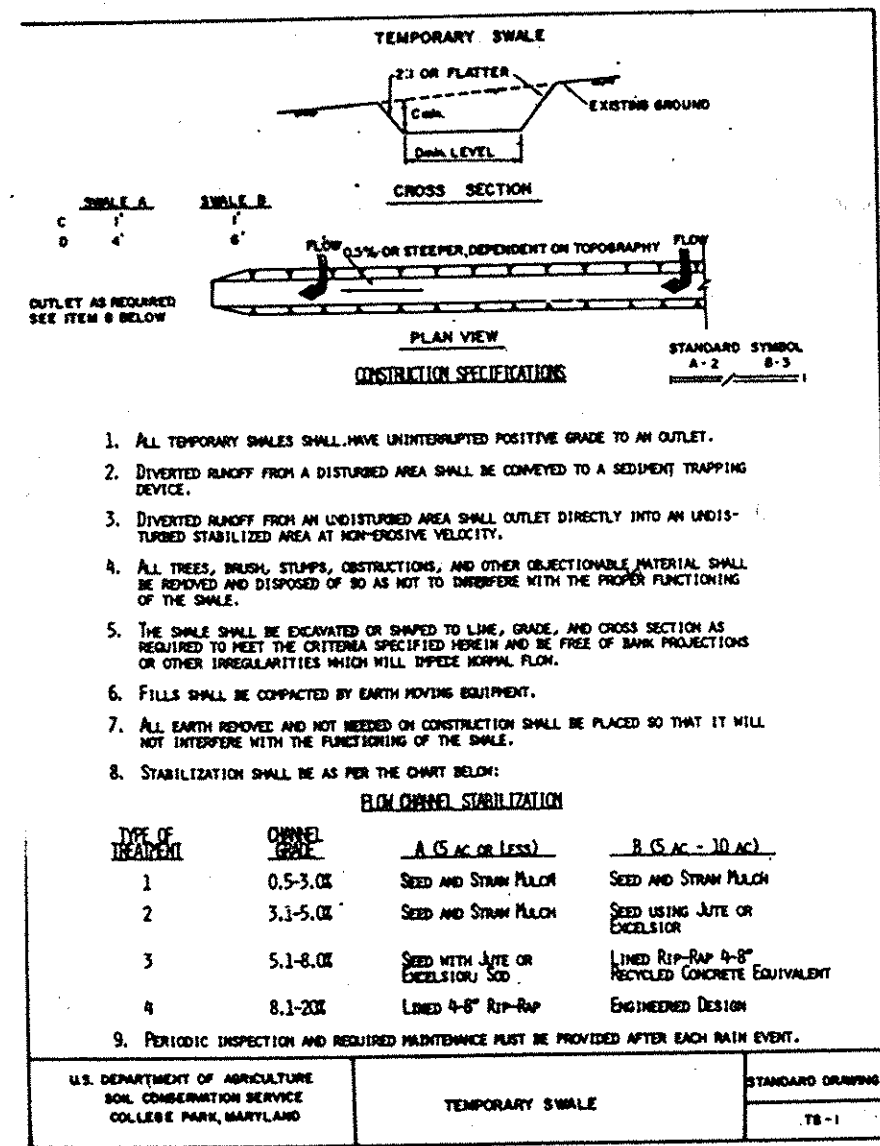 TEMPORARY SWALE
2:1 OR FLATTER
EXISTING GROUND
C min.
D min. LEVEL
CROSS SECTION
SWALE A SWALE B
C 1' 1'
D 4' 6'
FLOW 0.5% OR STEEPER, DEPENDENT ON TOPOGRAPHY FLOW
OUTLET AS REQUIRED
SEE ITEM 8 BELOW
PLAN VIEW
STANDARD SYMBOL
A-2 B-3
CONSTRUCTION SPECIFICATIONS
1. ALL TEMPORARY SWALES SHALL HAVE UNINTERRUPTED POSITIVE GRADE TO AN OUTLET.
2. DIVERTED RUNOFF FROM A DISTURBED AREA SHALL BE CONVEYED TO A SEDIMENT TRAPPING
DEVICE.
3. DIVERTED RUNOFF FROM AN UNDISTURBED AREA SHALL OUTLET DIRECTLY INTO AN UNDIS-
TURBED STABILIZED AREA AT NON-EROSIVE VELOCITY.
4. ALL TREES, BRUSH, STUMPS, OBSTRUCTIONS, AND OTHER OBJECTIONABLE MATERIAL SHALL
BE REMOVED AND DISPOSED OF SO AS NOT TO INTERFERE WITH THE PROPER FUNCTIONING
OF THE SWALE.
5. THE SWALE SHALL BE EXCAVATED OR SHAPED TO LINE, GRADE, AND CROSS SECTION AS
REQUIRED TO MEET THE CRITERIA SPECIFIED HEREIN AND BE FREE OF BANK PROJECTIONS
OR OTHER IRREGULARITIES WHICH WILL IMPEDE NORMAL FLOW.
6. FILLS SHALL BE COMPACTED BY EARTH MOVING EQUIPMENT.
7. ALL EARTH REMOVED AND NOT NEEDED ON CONSTRUCTION SHALL BE PLACED SO THAT IT WILL
NOT INTERFERE WITH THE FUNCTIONING OF THE SWALE.
8. STABILIZATION SHALL BE AS PER THE CHART BELOW:
FLOW CHANNEL STABILIZATION
TYPE OF CHANNEL
TREATMENT GRADE A (5 AC OR LESS) B (5 AC - 10 AC)
1 0.5-3.0% SEED AND STRAW MULCH SEED AND STRAW MULCH
2 3.1-5.0% SEED AND STRAW MULCH SEED USING JUTE OR
EXCELSIOR
3 5.1-8.0% SEED WITH JUTE OR LINED RIP-RAP 4-8"
EXCELSIOR; SOD RECYCLED CONCRETE EQUIVALENT
4 8.1-20% LINED 4-8" RIP-RAP ENGINEERED DESIGN
9. PERIODIC INSPECTION AND REQUIRED MAINTENANCE MUST BE PROVIDED AFTER EACH RAIN EVENT.
U.S. DEPARTMENT OF AGRICULTURE
SOIL CONSERVATION SERVICE
COLLEGE PARK, MARYLAND
TEMPORARY SWALE
STANDARD DRAWING
TS-1